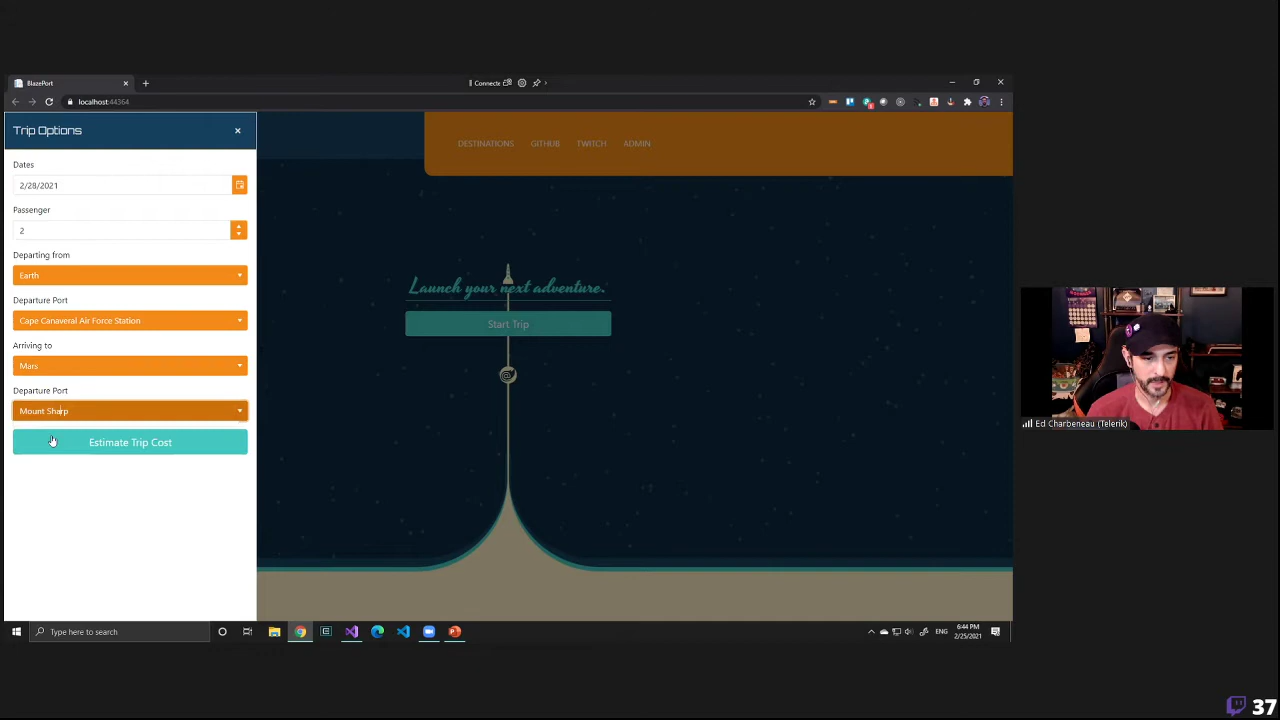 BlazePort
Connecte
localhost:44364
Trip Options
DESTINATIONS
GITHUB
TWITCH
ADMIN
Dates
2/28/2021
Passenger
2
Departing from
Earth
Departure Port
Cape Canaveral Air Force Station
Arriving to
Mars
Departure Port
Mount Sharp
Estimate Trip Cost
Launch your next adventure.
Start Trip
Ed Charbeneau (Telerik)
Type here to search
ENG
6:44 PM
2/25/2021
37